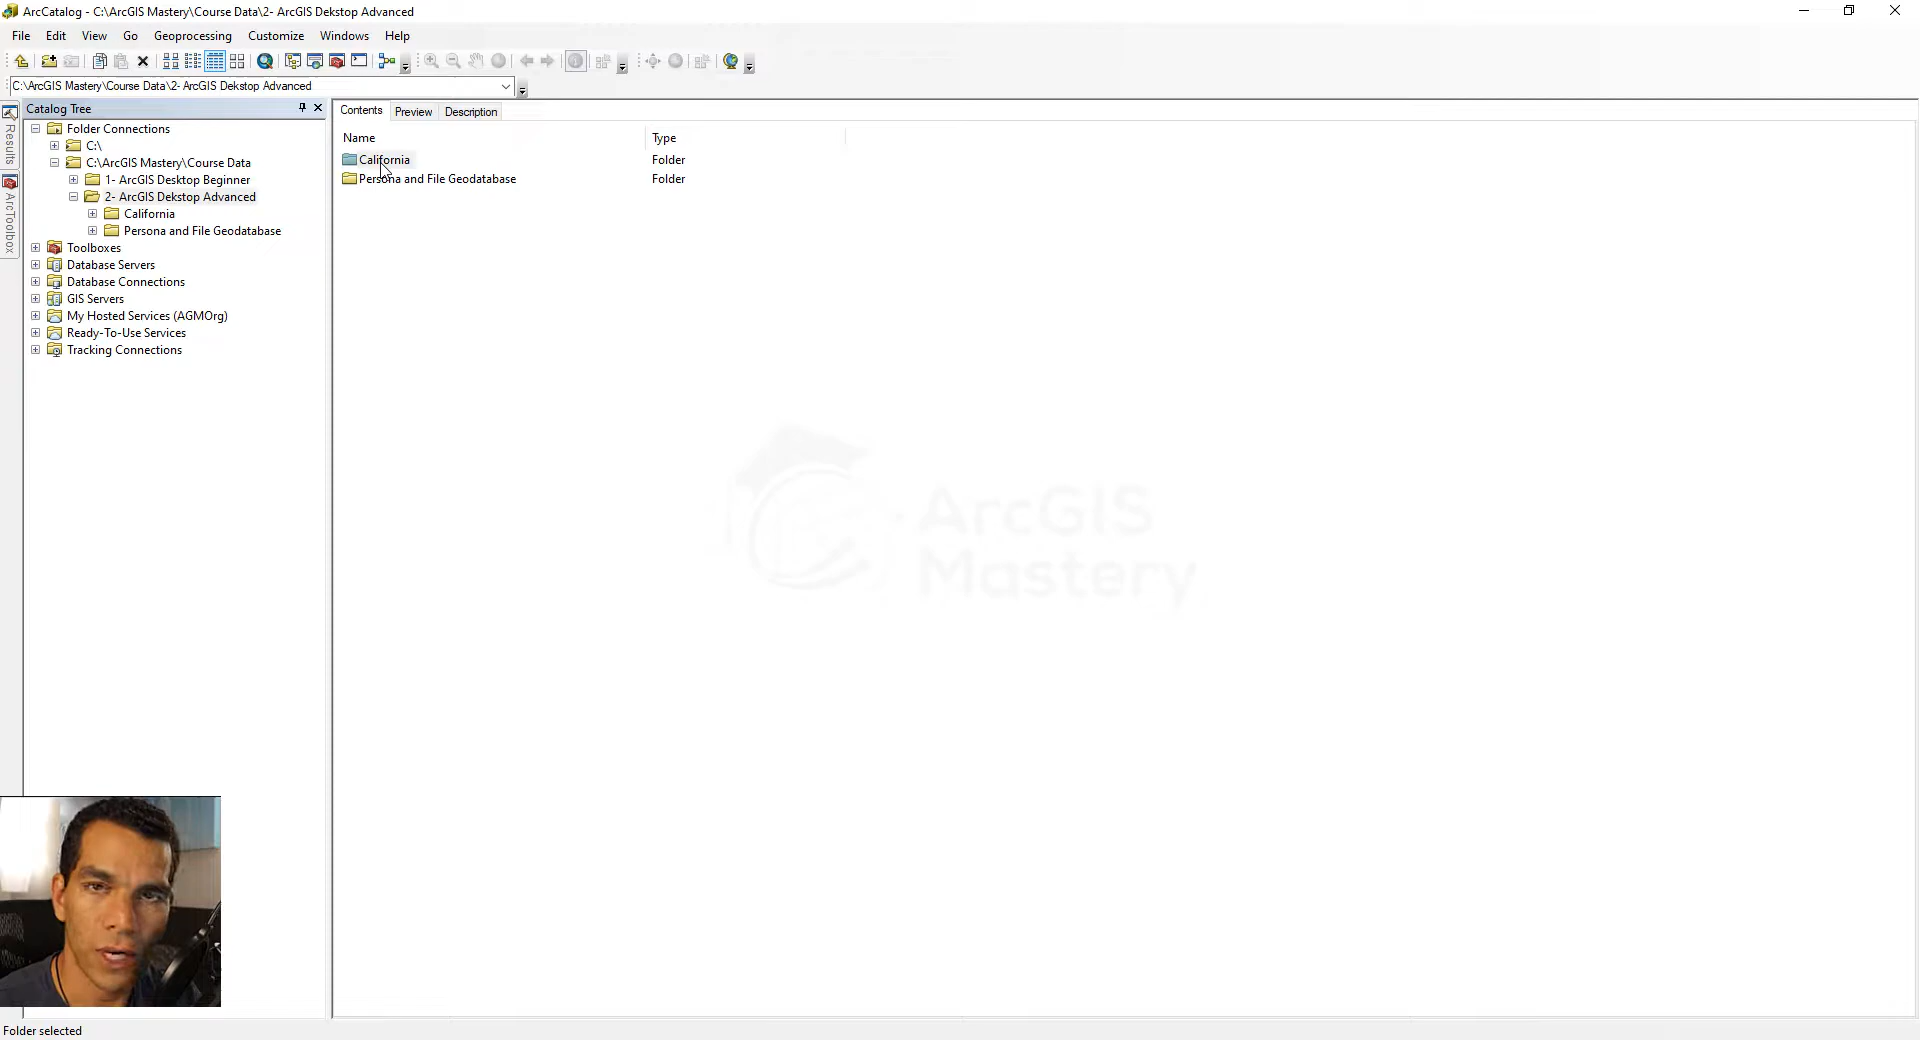 ArcCatalog - C:\ArcGIS Mastery\Course Data\2- ArcGIS Dekstop Advanced
File Edit View Go Geoprocessing Customize Windows Help
C:\ArcGIS Mastery\Course Data\2- ArcGIS Dekstop Advanced
Results
ArcToolbox
Catalog Tree
Folder Connections
C:\
C:\ArcGIS Mastery\Course Data
1- ArcGIS Desktop Beginner
2- ArcGIS Dekstop Advanced
California
Persona and File Geodatabase
Toolboxes
Database Servers
Database Connections
GIS Servers
My Hosted Services (AGMOrg)
Ready-To-Use Services
Tracking Connections
Contents Preview Description
Name Type
California Folder
Persona and File Geodatabase Folder
ArcGIS
Mastery
Folder selected